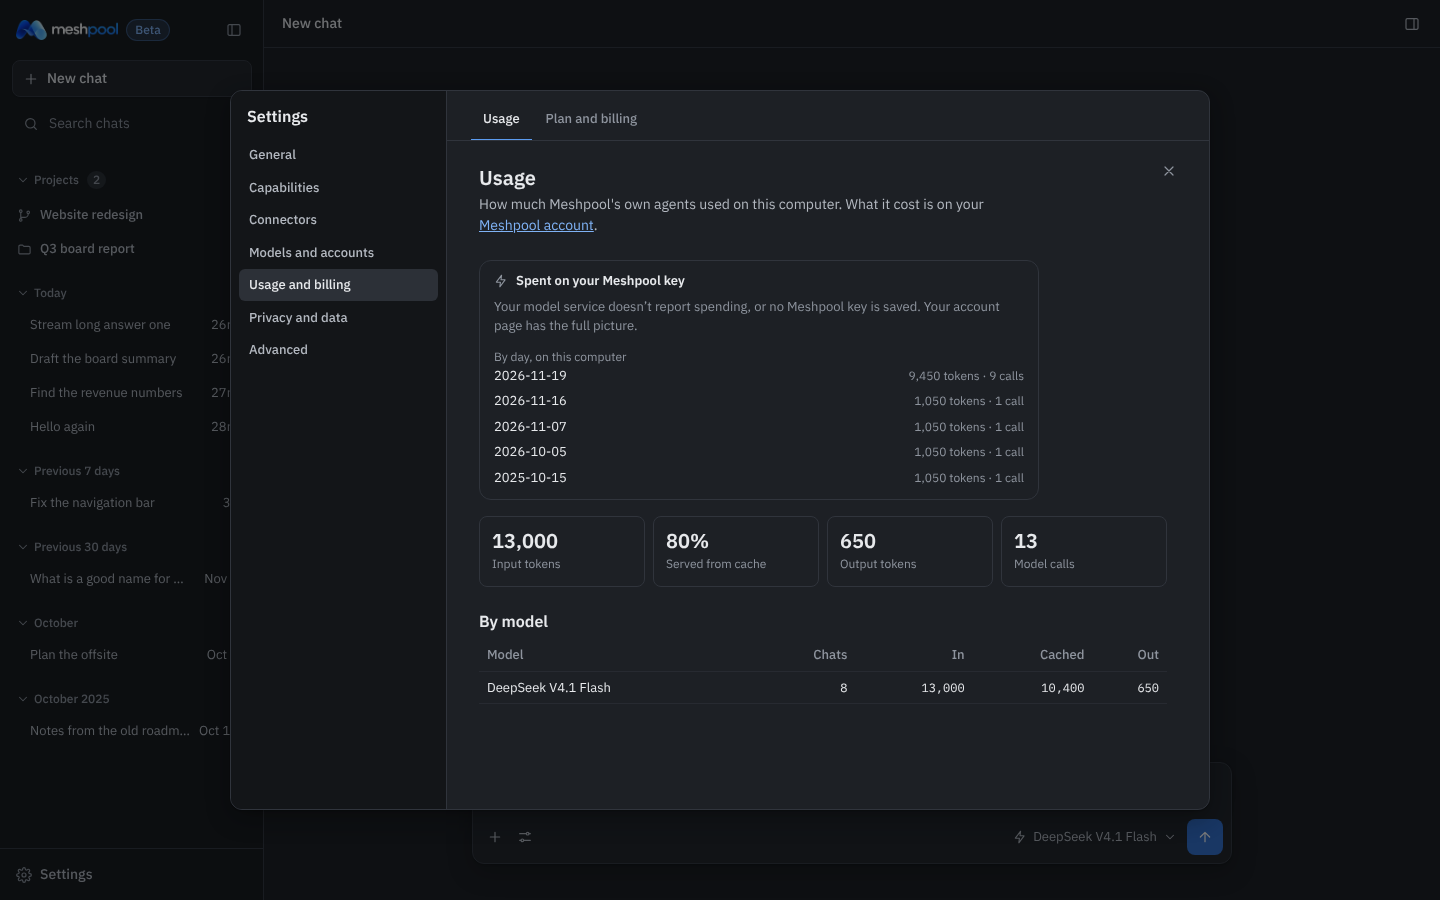 meshpool Beta
New chat
New chat
Search chats
Projects 2
Website redesign
Q3 board report
Today
Stream long answer one 26
Draft the board summary 26
Find the revenue numbers 27
Hello again 28
Previous 7 days
Fix the navigation bar 3
Previous 30 days
What is a good name for ... Nov
October
Plan the offsite Oct
October 2025
Notes from the old roadm... Oct 1
Settings
Settings
General
Capabilities
Connectors
Models and accounts
Usage and billing
Privacy and data
Advanced
Usage Plan and billing
Usage
How much Meshpool's own agents used on this computer. What it cost is on your
Meshpool account.
Spent on your Meshpool key
Your model service doesn’t report spending, or no Meshpool key is saved. Your account
page has the full picture.
By day, on this computer
2026-11-19 9,450 tokens · 9 calls
2026-11-16 1,050 tokens · 1 call
2026-11-07 1,050 tokens · 1 call
2026-10-05 1,050 tokens · 1 call
2025-10-15 1,050 tokens · 1 call
13,000 80% 650 13
Input tokens Served from cache Output tokens Model calls
By model
Model Chats In Cached Out
DeepSeek V4.1 Flash 8 13,000 10,400 650
DeepSeek V4.1 Flash